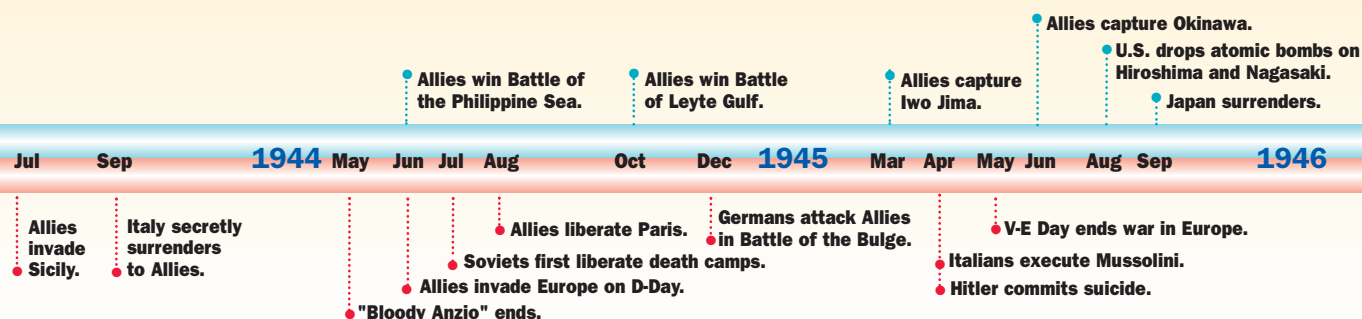 Allies capture Okinawa.
U.S. drops atomic bombs on
Hiroshima and Nagasaki.
Allies win Battle of
the Philippine Sea.
Allies win Battle
of Leyte Gulf.
Allies capture
Iwo Jima.
Japan surrenders.
Jul Sep 1944 May Jun Jul Aug Oct Dec 1945 Mar Apr May Jun Aug Sep 1946
Allies
invade
Sicily.
Italy secretly
surrenders
to Allies.
Germans attack Allies
in Battle of the Bulge.
Allies liberate Paris.
V-E Day ends war in Europe.
Soviets first liberate death camps.
Italians execute Mussolini.
Allies invade Europe on D-Day.
Hitler commits suicide.
"Bloody Anzio" ends.